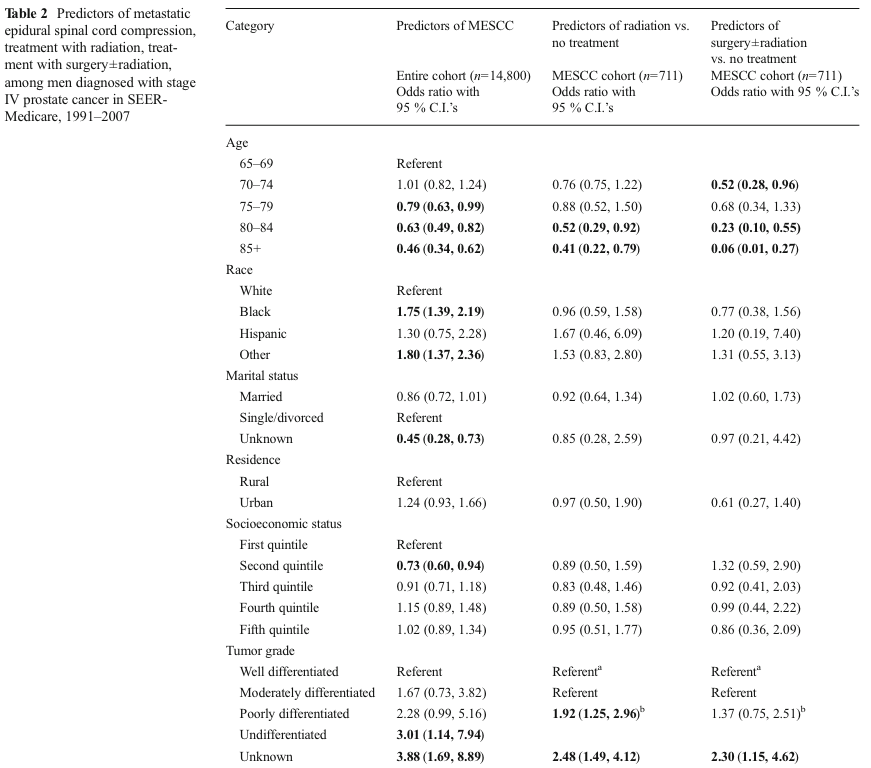 Table 2 Predictors of metastatic
epidural spinal cord compression,
treatment with radiation, treat-
ment with surgery±radiation,
among men diagnosed with stage
IV prostate cancer in SEER-
Medicare, 1991–2007
Category Predictors of MESCC Predictors of radiation vs. Predictors of
no treatment surgery±radiation
vs. no treatment
Entire cohort (n=14,800) MESCC cohort (n=711) MESCC cohort (n=711)
Odds ratio with Odds ratio with Odds ratio with 95 % C.I.'s
95 % C.I.'s 95 % C.I.'s
Age
65–69 Referent
70–74 1.01 (0.82, 1.24) 0.76 (0.75, 1.22) 0.52 (0.28, 0.96)
75–79 0.79 (0.63, 0.99) 0.88 (0.52, 1.50) 0.68 (0.34, 1.33)
80–84 0.63 (0.49, 0.82) 0.52 (0.29, 0.92) 0.23 (0.10, 0.55)
85+ 0.46 (0.34, 0.62) 0.41 (0.22, 0.79) 0.06 (0.01, 0.27)
Race
White Referent
Black 1.75 (1.39, 2.19) 0.96 (0.59, 1.58) 0.77 (0.38, 1.56)
Hispanic 1.30 (0.75, 2.28) 1.67 (0.46, 6.09) 1.20 (0.19, 7.40)
Other 1.80 (1.37, 2.36) 1.53 (0.83, 2.80) 1.31 (0.55, 3.13)
Marital status
Married 0.86 (0.72, 1.01) 0.92 (0.64, 1.34) 1.02 (0.60, 1.73)
Single/divorced Referent
Unknown 0.45 (0.28, 0.73) 0.85 (0.28, 2.59) 0.97 (0.21, 4.42)
Residence
Rural Referent
Urban 1.24 (0.93, 1.66) 0.97 (0.50, 1.90) 0.61 (0.27, 1.40)
Socioeconomic status
First quintile Referent
Second quintile 0.73 (0.60, 0.94) 0.89 (0.50, 1.59) 1.32 (0.59, 2.90)
Third quintile 0.91 (0.71, 1.18) 0.83 (0.48, 1.46) 0.92 (0.41, 2.03)
Fourth quintile 1.15 (0.89, 1.48) 0.89 (0.50, 1.58) 0.99 (0.44, 2.22)
Fifth quintile 1.02 (0.89, 1.34) 0.95 (0.51, 1.77) 0.86 (0.36, 2.09)
Tumor grade
Well differentiated Referent Referentᵃ Referentᵃ
Moderately differentiated 1.67 (0.73, 3.82) Referent Referent
Poorly differentiated 2.28 (0.99, 5.16) 1.92 (1.25, 2.96)ᵇ 1.37 (0.75, 2.51)ᵇ
Undifferentiated 3.01 (1.14, 7.94)
Unknown 3.88 (1.69, 8.89) 2.48 (1.49, 4.12) 2.30 (1.15, 4.62)